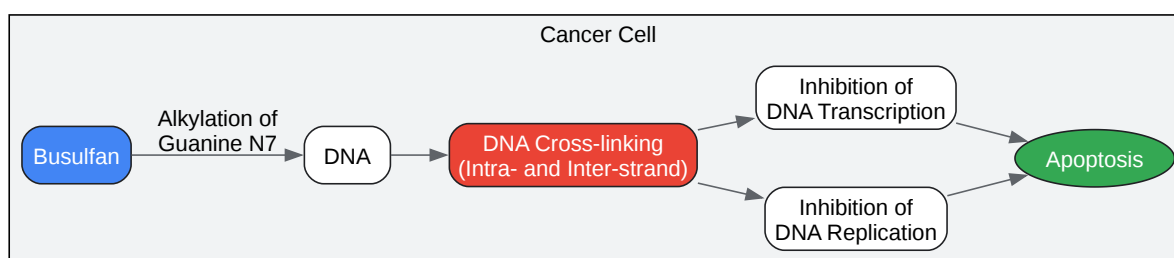 Cancer Cell
Busulfan
Alkylation of
Guanine N7
DNA
DNA Cross-linking
(Intra- and Inter-strand)
Inhibition of
DNA Transcription
Inhibition of
DNA Replication
Apoptosis